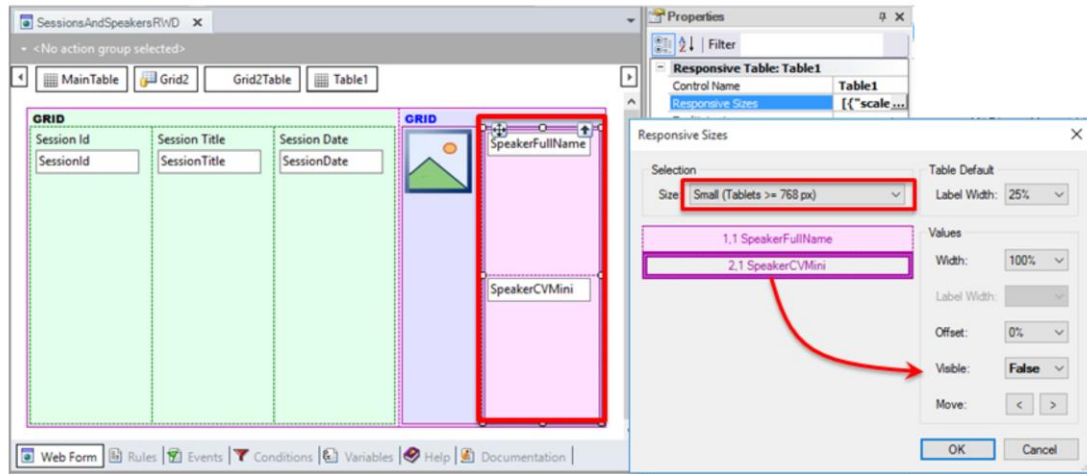 SessionsAndSpeakersRWD X
<No action group selected>
MainTable Grid2 Grid2Table Table1
GRID
Session Id Session Title Session Date
SessionId SessionTitle SessionDate
GRID
SpeakerFullName
SpeakerCVMini
Web Form Rules Events Conditions Variables Help Documentation
Properties
Filter
Responsive Table: Table1
Control Name Table1
Responsive Sizes [{"scale...
Responsive Sizes
Selection
Size: Small (Tablets >= 768 px)
1,1 SpeakerFullName
2,1 SpeakerCVMini
Table Default
Label Width: 25%
Values
Width: 100%
Label Width:
Offset: 0%
Visible: False
Move: < >
OK Cancel